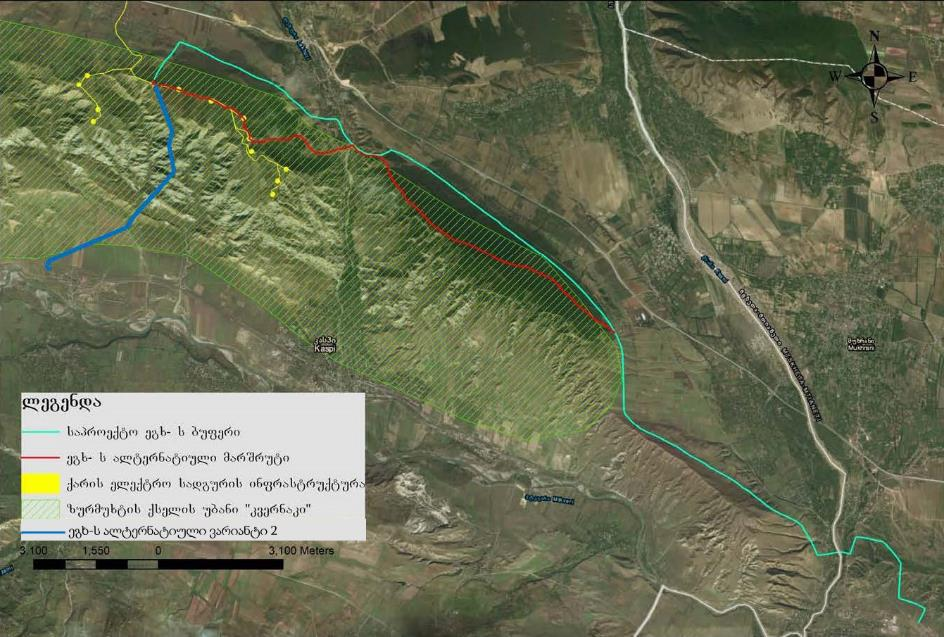 N
W E
S
კასპი
Kaspi
მუხრანი
Mukhrani
ლეგენდა
საპროექტო ეგხ- ს ბუფერი
ეგხ- ს ალტერნატიული მარშრუტი
ქარის ელექტრო სადგურის ინფრასტრუქტურა
ზურმუხტის ქსელის უბანი "კვერნაკი"
ეგხ-ს ალტერნატიული ვარიანტი 2
3,100 1,550 0 3,100 Meters